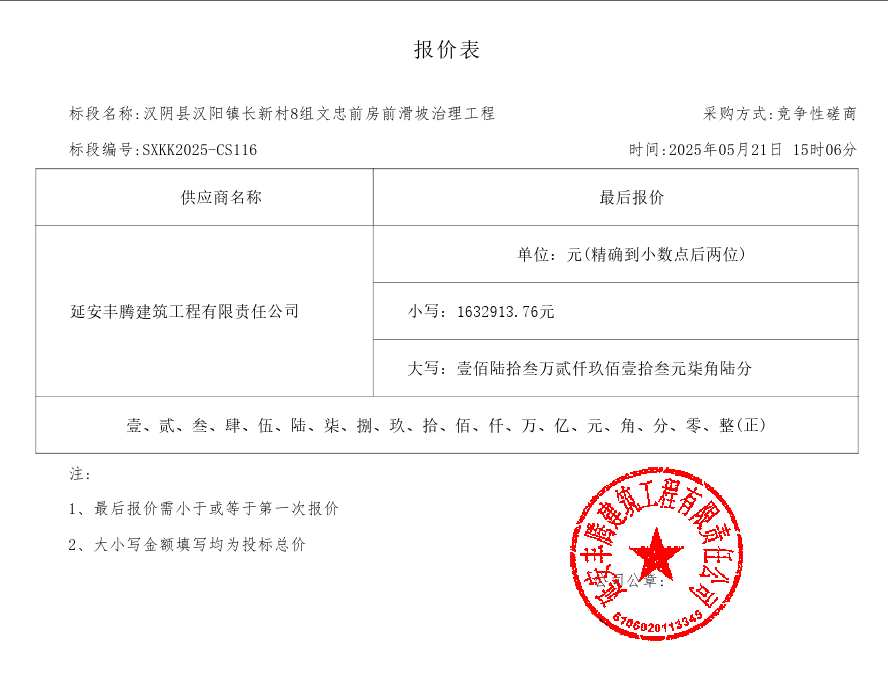 报价表
标段名称:汉阴县汉阳镇长新村8组文忠前房前滑坡治理工程
采购方式:竞争性磋商
标段编号:SXKK2025-CS116
时间:2025年05月21日 15时06分
供应商名称
最后报价
单位：元(精确到小数点后两位)
延安丰腾建筑工程有限责任公司
小写：1632913.76元
大写：壹佰陆拾叁万贰仟玖佰壹拾叁元柒角陆分
壹、贰、叁、肆、伍、陆、柒、捌、玖、拾、佰、仟、万、亿、元、角、分、零、整(正)
注:
1、最后报价需小于或等于第一次报价
2、大小写金额填写均为投标总价
延安丰腾建筑工程有限责任公司
公司公章: